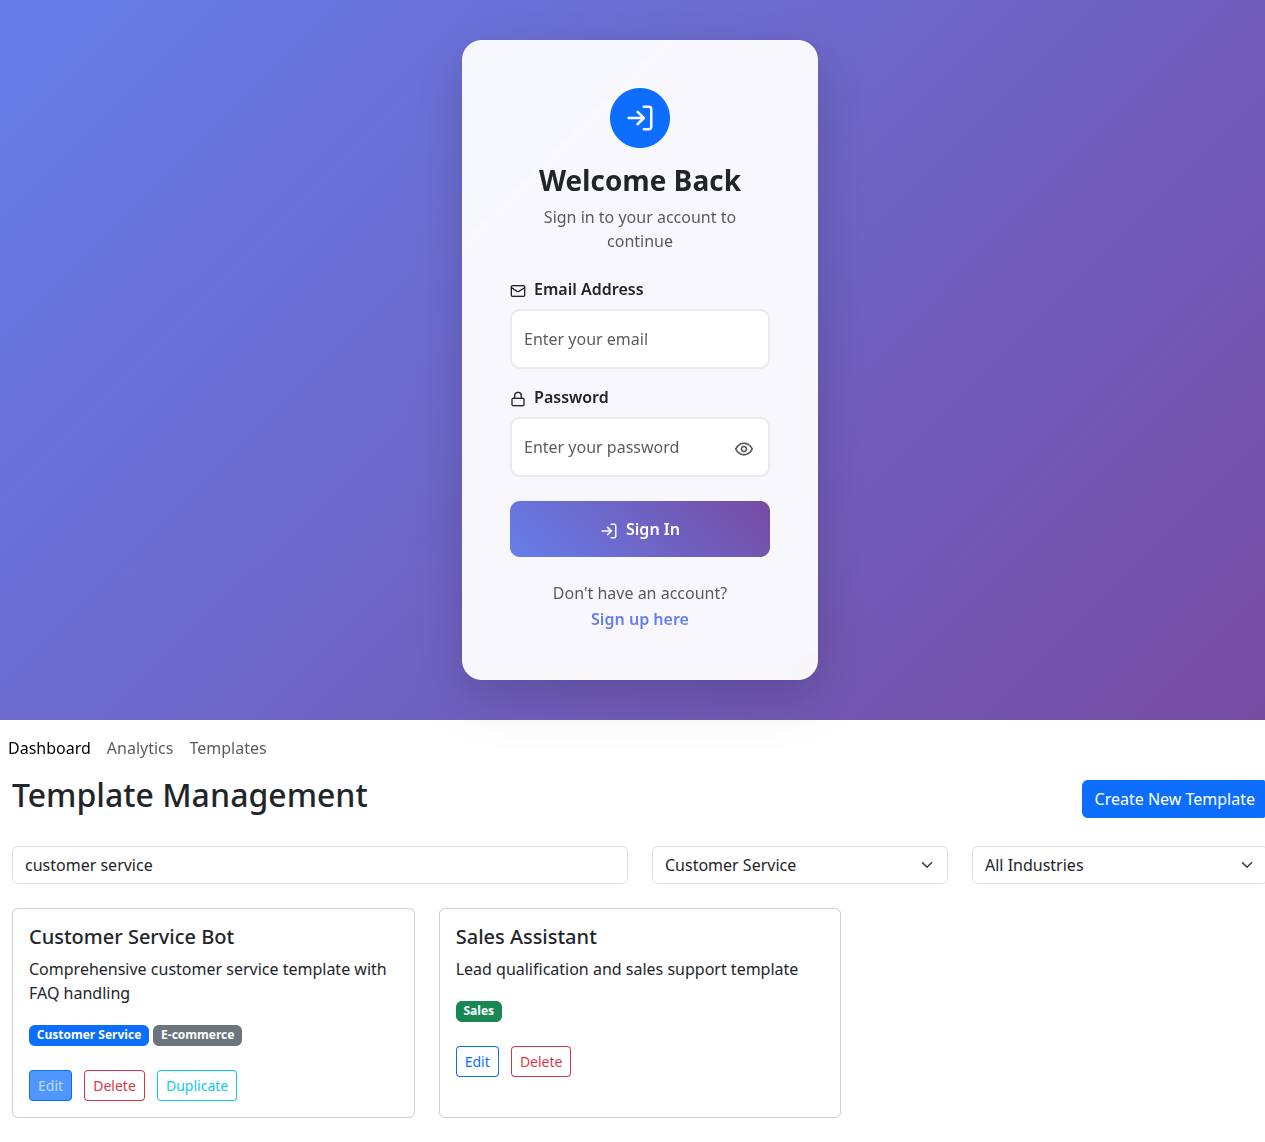 Welcome Back
Sign in to your account to
continue
Email Address
Enter your email
Password
Enter your password
Sign In
Don't have an account?
Sign up here
Dashboard Analytics Templates
Template Management
Create New Template
customer service
Customer Service
All Industries
Customer Service Bot
Comprehensive customer service template with
FAQ handling
Customer Service E-commerce
Edit Delete Duplicate
Sales Assistant
Lead qualification and sales support template
Sales
Edit Delete